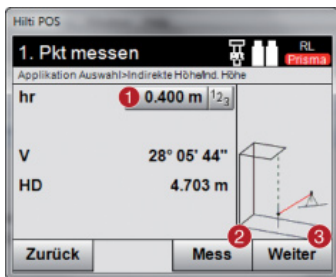 Hilti POS
1. Pkt messen
RL
Prisma
Applikation Auswahl>Indirekte Höhe/Ind. Höhe
hr 1 0.400 m 123
V 28° 05' 44"
HD 4.703 m
2 3
Zurück Mess Weiter